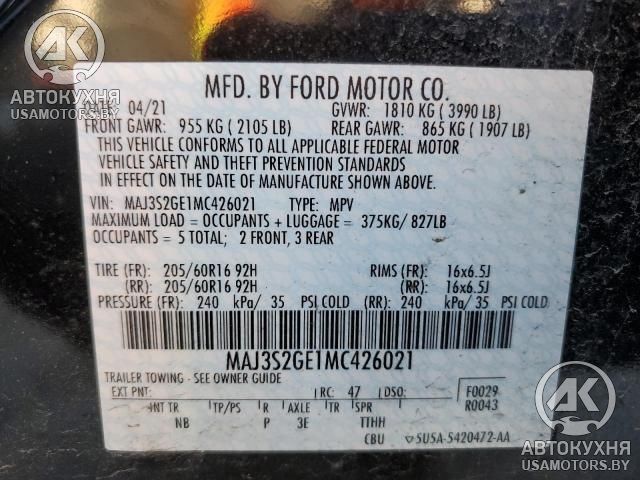 MFD. BY FORD MOTOR CO.
DATE: 04/21 GVWR: 1810 KG ( 3990 LB)
FRONT GAWR: 955 KG ( 2105 LB) REAR GAWR: 865 KG ( 1907 LB)
THIS VEHICLE CONFORMS TO ALL APPLICABLE FEDERAL MOTOR
VEHICLE SAFETY AND THEFT PREVENTION STANDARDS
IN EFFECT ON THE DATE OF MANUFACTURE SHOWN ABOVE.
VIN: MAJ3S2GE1MC426021 TYPE: MPV
MAXIMUM LOAD = OCCUPANTS + LUGGAGE = 375KG/ 827LB
OCCUPANTS = 5 TOTAL; 2 FRONT, 3 REAR
TIRE (FR): 205/60R16 92H RIMS (FR): 16x6.5J
(RR): 205/60R16 92H (RR): 16x6.5J
PRESSURE (FR): 240 kPa/ 35 PSI COLD (RR): 240 kPa/ 35 PSI COLD
MAJ3S2GE1MC426021
TRAILER TOWING - SEE OWNER GUIDE
EXT PNT: RC: 47 DSO: F0029
R0043
INT TR TP/PS R AXLE TR SPR
NB P 3E TTHH
CBU 5U5A-5420472-AA
AK
АВТОКУХНЯ
USAMOTORS.BY
AK
АВТОКУХНЯ
USAMOTORS.BY